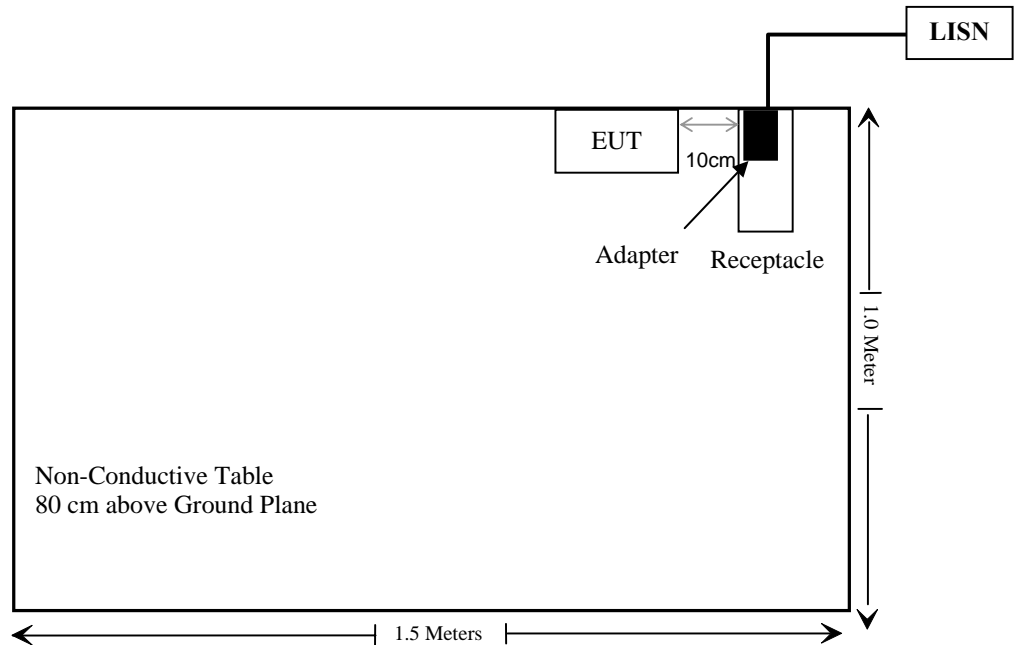 LISN
EUT
10cm
Adapter
Receptacle
1.0 Meter
Non-Conductive Table
80 cm above Ground Plane
1.5 Meters